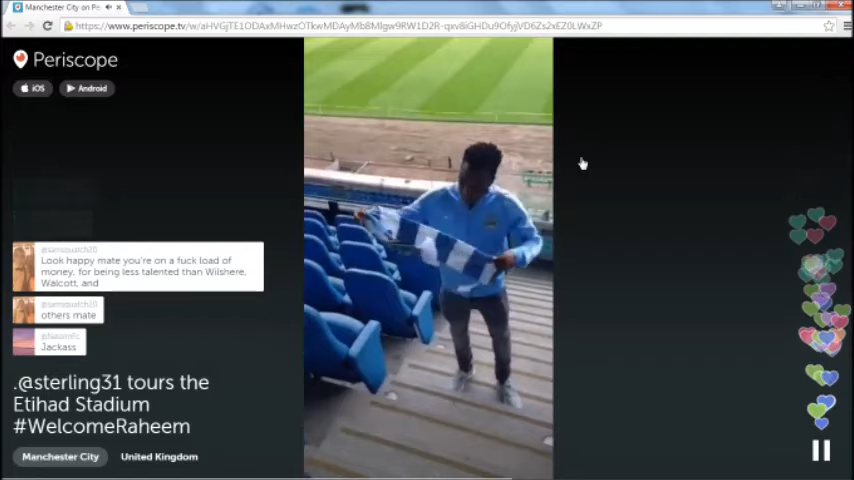 Manchester City on Pe
https://www.periscope.tv/w/
Periscope
iOS
Android
@samsquatch20
Look happy mate you're on a fuck load of
money, for being less talented than Wilshere,
Walcott, and
@samsquatch20
others mate
Jackass
.@sterling31 tours the
Etihad Stadium
#WelcomeRaheem
Manchester City
United Kingdom